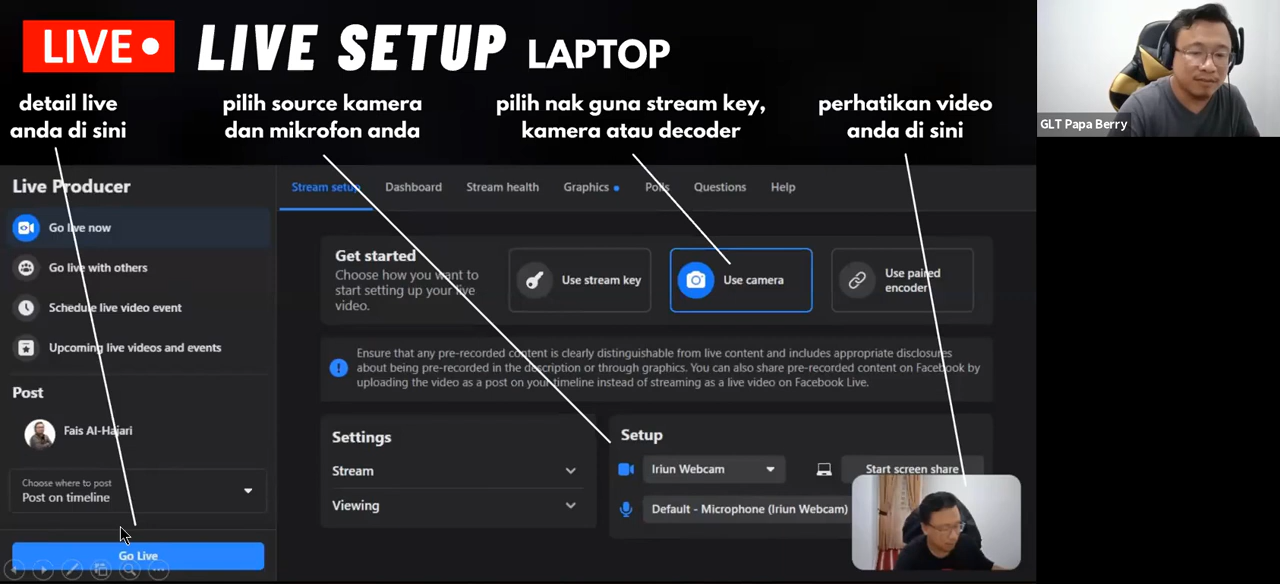 LIVE
LIVE SETUP LAPTOP
detail live
anda di sini
pilih source kamera
dan mikrofon anda
pilih nak guna stream key,
kamera atau decoder
perhatikan video
anda di sini
GLT Papa Berry
Live Producer
Go live now
Go live with others
Schedule live video event
Upcoming live videos and events
Post
Fais Al-Hajari
Choose where to post
Post on timeline
Go Live
Stream setup
Dashboard
Stream health
Graphics
Polls
Questions
Help
Get started
Choose how you want to
start setting up your live
video.
Use stream key
Use camera
Use paired
encoder
Ensure that any pre-recorded content is clearly distinguishable from live content and includes appropriate disclosures
about being pre-recorded in the description or through graphics. You can also share pre-recorded content on Facebook by
uploading the video as a post on your timeline instead of streaming as a live video on Facebook Live.
Settings
Stream
Viewing
Setup
Iriun Webcam
Start screen share
Default - Microphone (Iriun Webcam)